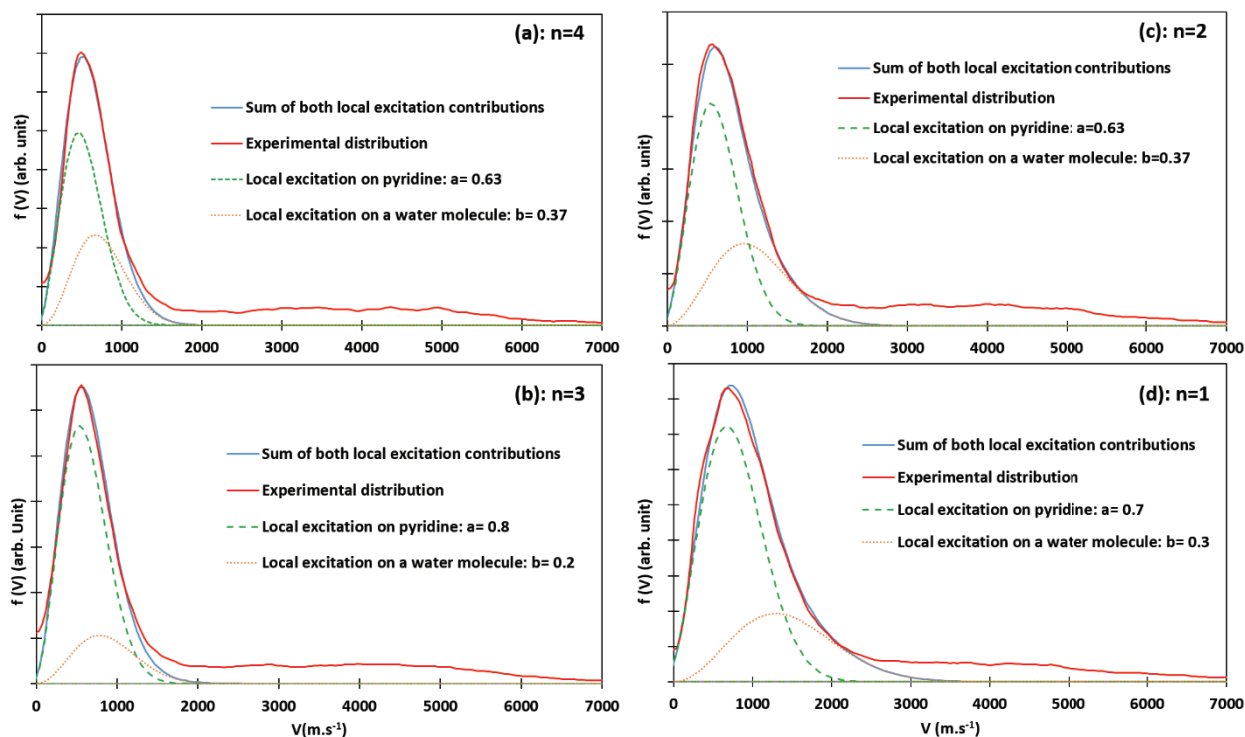 (a): n=4
Sum of both local excitation contributions
Experimental distribution
Local excitation on pyridine: a= 0.63
Local excitation on a water molecule: b= 0.37
f (V) (arb. unit)
0 1000 2000 3000 4000 5000 6000 7000
(c): n=2
Sum of both local excitation contributions
Experimental distribution
Local excitation on pyridine: a=0.63
Local excitation on a water molecule: b=0.37
f (V) (arb. unit)
0 1000 2000 3000 4000 5000 6000 7000
(b): n=3
Sum of both local excitation contributions
Experimental distribution
Local excitation on pyridine: a= 0.8
Local excitation on a water molecule: b= 0.2
f (V) (arb. Unit)
0 1000 2000 3000 4000 5000 6000 7000
V(m.s⁻¹)
(d): n=1
Sum of both local excitation contributions
Experimental distribution
Local excitation on pyridine: a= 0.7
Local excitation on a water molecule: b= 0.3
f (V) (arb. unit)
0 1000 2000 3000 4000 5000 6000 7000
V (m.s⁻¹)